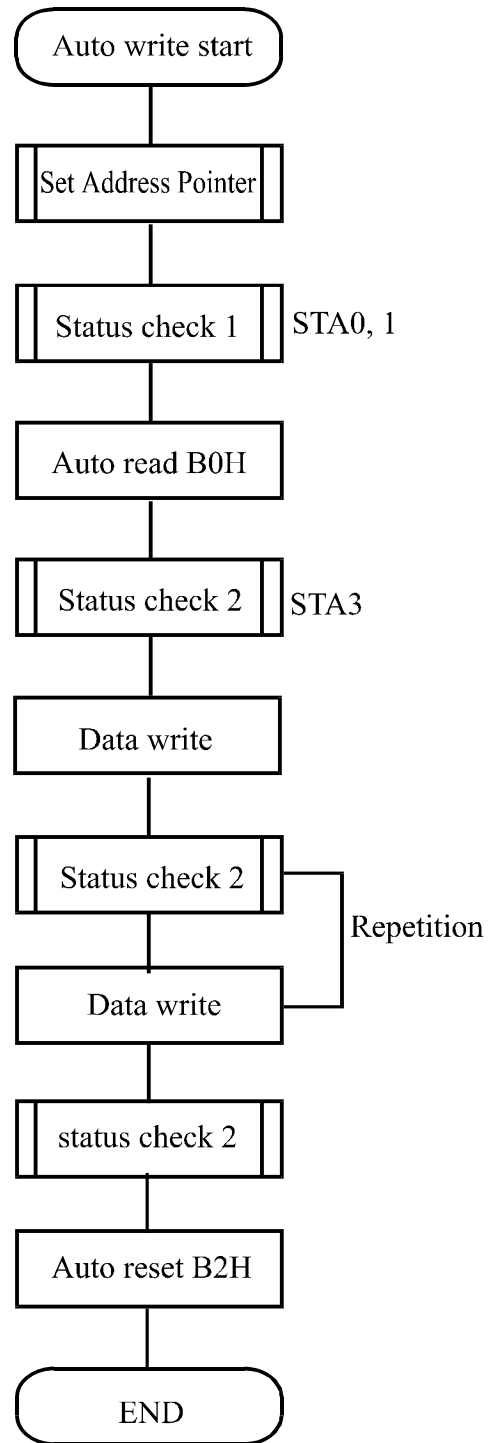 Auto write start
Set Address Pointer
Status check 1
STA0, 1
Auto read B0H
Status check 2
STA3
Data write
Status check 2
Repetition
Data write
status check 2
Auto reset B2H
END